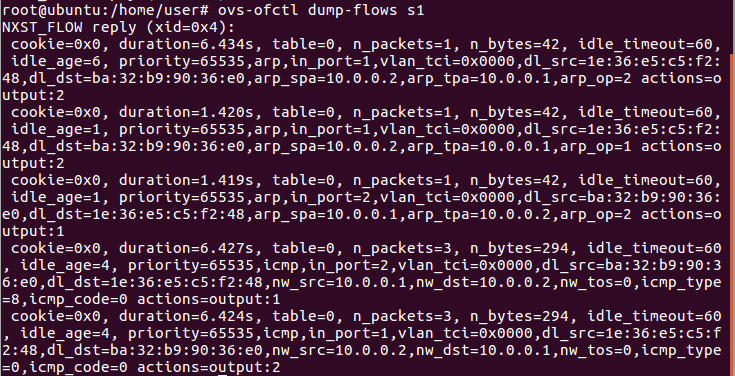 root@ubuntu:/home/user# ovs-ofctl dump-flows s1
NXST_FLOW reply (xid=0x4):
 cookie=0x0, duration=6.434s, table=0, n_packets=1, n_bytes=42, idle_timeout=60,
 idle_age=6, priority=65535,arp,in_port=1,vlan_tci=0x0000,dl_src=1e:36:e5:c5:f2:
48,dl_dst=ba:32:b9:90:36:e0,arp_spa=10.0.0.2,arp_tpa=10.0.0.1,arp_op=2 actions=o
utput:2
 cookie=0x0, duration=1.420s, table=0, n_packets=1, n_bytes=42, idle_timeout=60,
 idle_age=1, priority=65535,arp,in_port=1,vlan_tci=0x0000,dl_src=1e:36:e5:c5:f2:
48,dl_dst=ba:32:b9:90:36:e0,arp_spa=10.0.0.2,arp_tpa=10.0.0.1,arp_op=1 actions=o
utput:2
 cookie=0x0, duration=1.419s, table=0, n_packets=1, n_bytes=42, idle_timeout=60,
 idle_age=1, priority=65535,arp,in_port=2,vlan_tci=0x0000,dl_src=ba:32:b9:90:36:
e0,dl_dst=1e:36:e5:c5:f2:48,arp_spa=10.0.0.1,arp_tpa=10.0.0.2,arp_op=2 actions=o
utput:1
 cookie=0x0, duration=6.427s, table=0, n_packets=3, n_bytes=294, idle_timeout=60
, idle_age=4, priority=65535,icmp,in_port=2,vlan_tci=0x0000,dl_src=ba:32:b9:90:3
6:e0,dl_dst=1e:36:e5:c5:f2:48,nw_src=10.0.0.1,nw_dst=10.0.0.2,nw_tos=0,icmp_type
=8,icmp_code=0 actions=output:1
 cookie=0x0, duration=6.424s, table=0, n_packets=3, n_bytes=294, idle_timeout=60
, idle_age=4, priority=65535,icmp,in_port=1,vlan_tci=0x0000,dl_src=1e:36:e5:c5:f
2:48,dl_dst=ba:32:b9:90:36:e0,nw_src=10.0.0.2,nw_dst=10.0.0.1,nw_tos=0,icmp_type
=0,icmp_code=0 actions=output:2